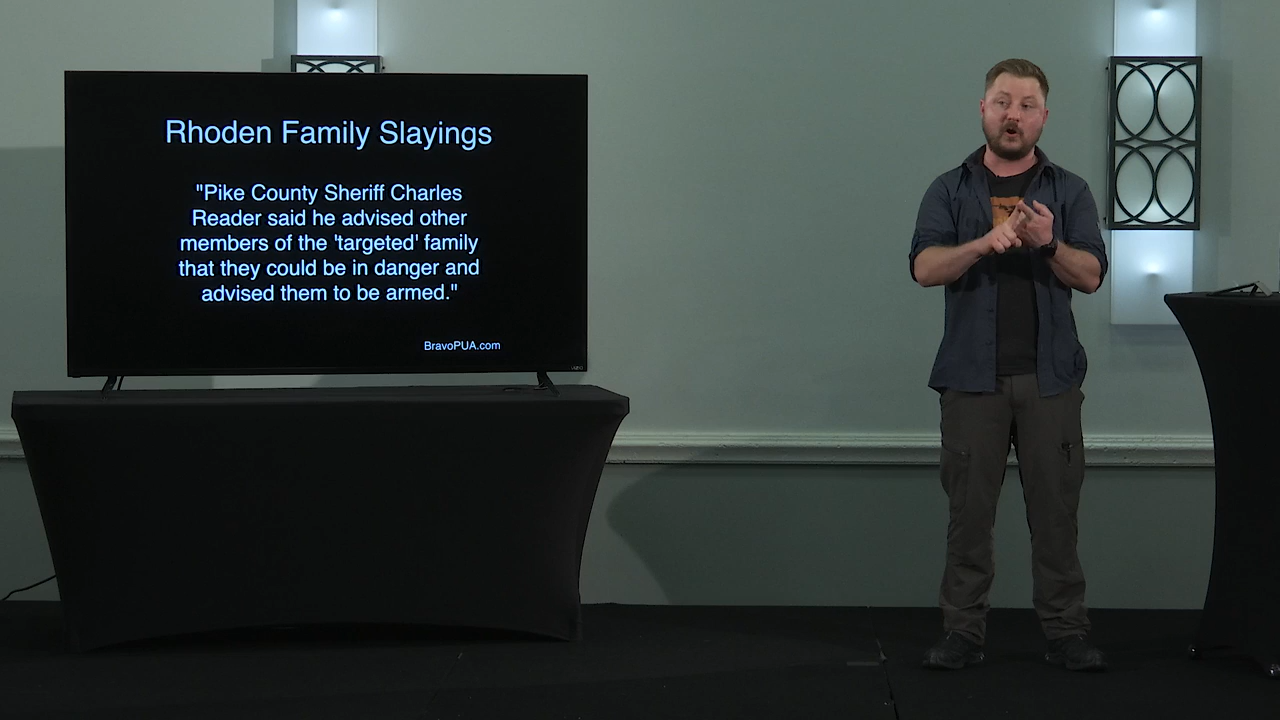 Rhoden Family Slayings
"Pike County Sheriff Charles
Reader said he advised other
members of the 'targeted' family
that they could be in danger and
advised them to be armed."
BravoPUA.com
VIZIO